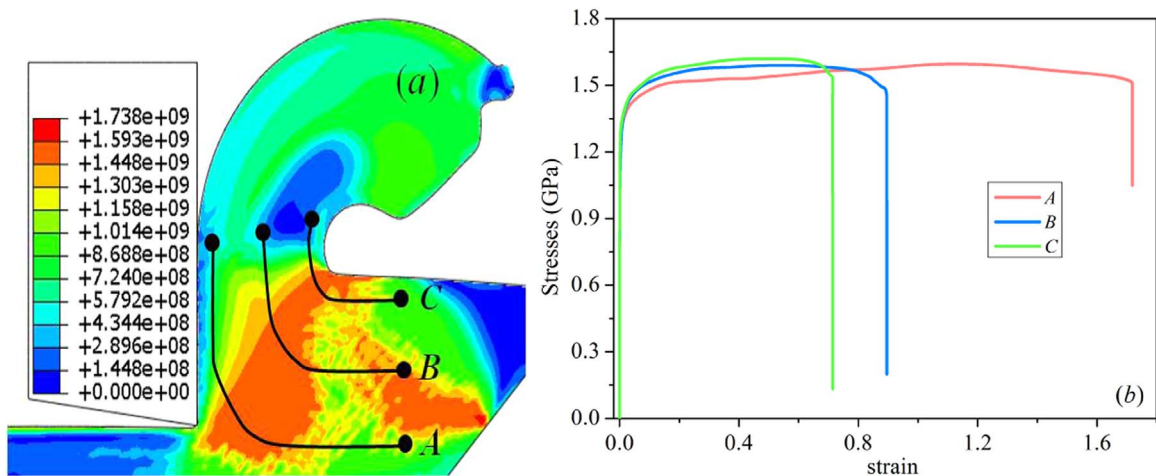 (a)
+1.738e+09
+1.593e+09
+1.448e+09
+1.303e+09
+1.158e+09
+1.014e+09
+8.688e+08
+7.240e+08
+5.792e+08
+4.344e+08
+2.896e+08
+1.448e+08
+0.000e+00
C
B
A
1.8
1.5
1.2
0.9
0.6
0.3
0.0
Stresses (GPa)
A
B
C
(b)
0.0 0.4 0.8 1.2 1.6
strain